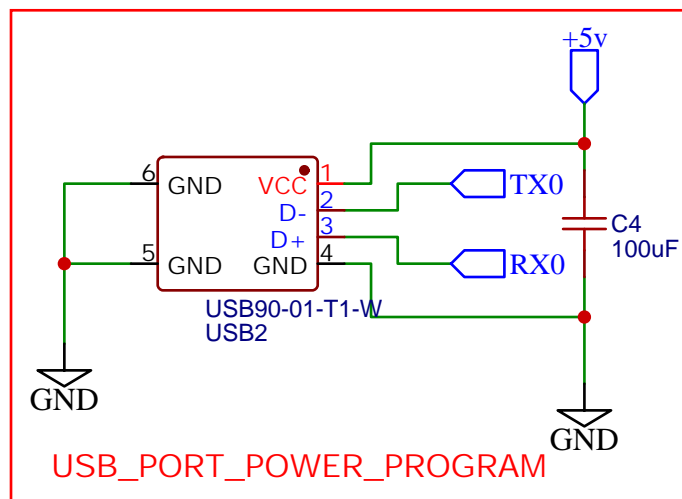 +5v
6 GND VCC 1 TX0
D- 2
D+ 3
5 GND GND 4 RX0
C4
100uF
USB90-01-T1-W
USB2
GND
GND
USB_PORT_POWER_PROGRAM